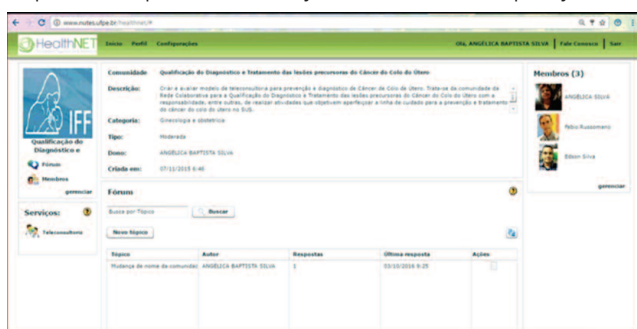 www.nutes.ufpe.br/healthnet/#
HealthNET Início Perfil Configurações Olá, ANGÉLICA BAPTISTA SILVA Fale Conosco Sair
IFF
Qualificação do
Diagnóstico e
Fórum
Membros
gerenciar
Serviços:
Teleconsultoria
Comunidade Qualificação do Diagnóstico e Tratamento das lesões precursoras do Câncer do Colo do Útero
Descrição: Criar e avaliar modelo de teleconsultoria para prevenção e diagnóstico de Câncer de Colo de útero. Trata-se da comunidade da
Rede Colaborativa para a Qualificação do Diagnóstico e Tratamento das lesões precursoras do Câncer do Colo do Útero com a
responsabilidade, entre outras, de realizar atividades que objetivem aperfeiçoar a linha de cuidado para a prevenção e tratamento
do câncer do colo do útero no SUS.
Categoria: Ginecologia e obstetrícia
Tipo: Moderada
Dono: ANGÉLICA BAPTISTA SILVA
Criada em: 07/11/2015 6:40
Fórum
Busca por Tópico Buscar
Novo tópico
Tópico Autor Respostas Última resposta Ações
Mudança de nome da comunidad ANGÉLICA BAPTISTA SILVA 1 03/10/2016 9:25
Membros (3)
ANGÉLICA SILVA
Fábio Russomano
Edson Silva
gerenciar